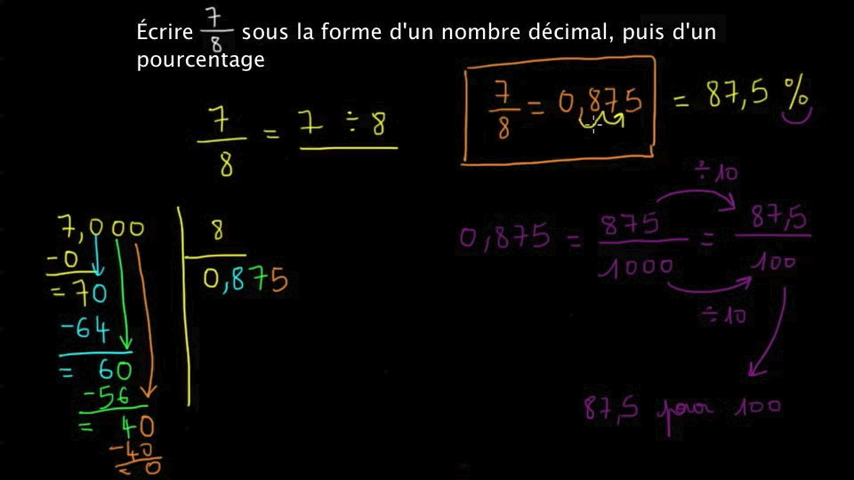 Écrire 7/8 sous la forme d'un nombre décimal, puis d'un
pourcentage
7/8 = 7 ÷ 8
7/8 = 0,875 = 87,5 %
7,000 | 8
-0
0,875
=70
-64
= 60
-56
= 40
-40
= 0
÷10
0,875 = 875/1000 = 87,5/100
÷10
87,5 pour 100